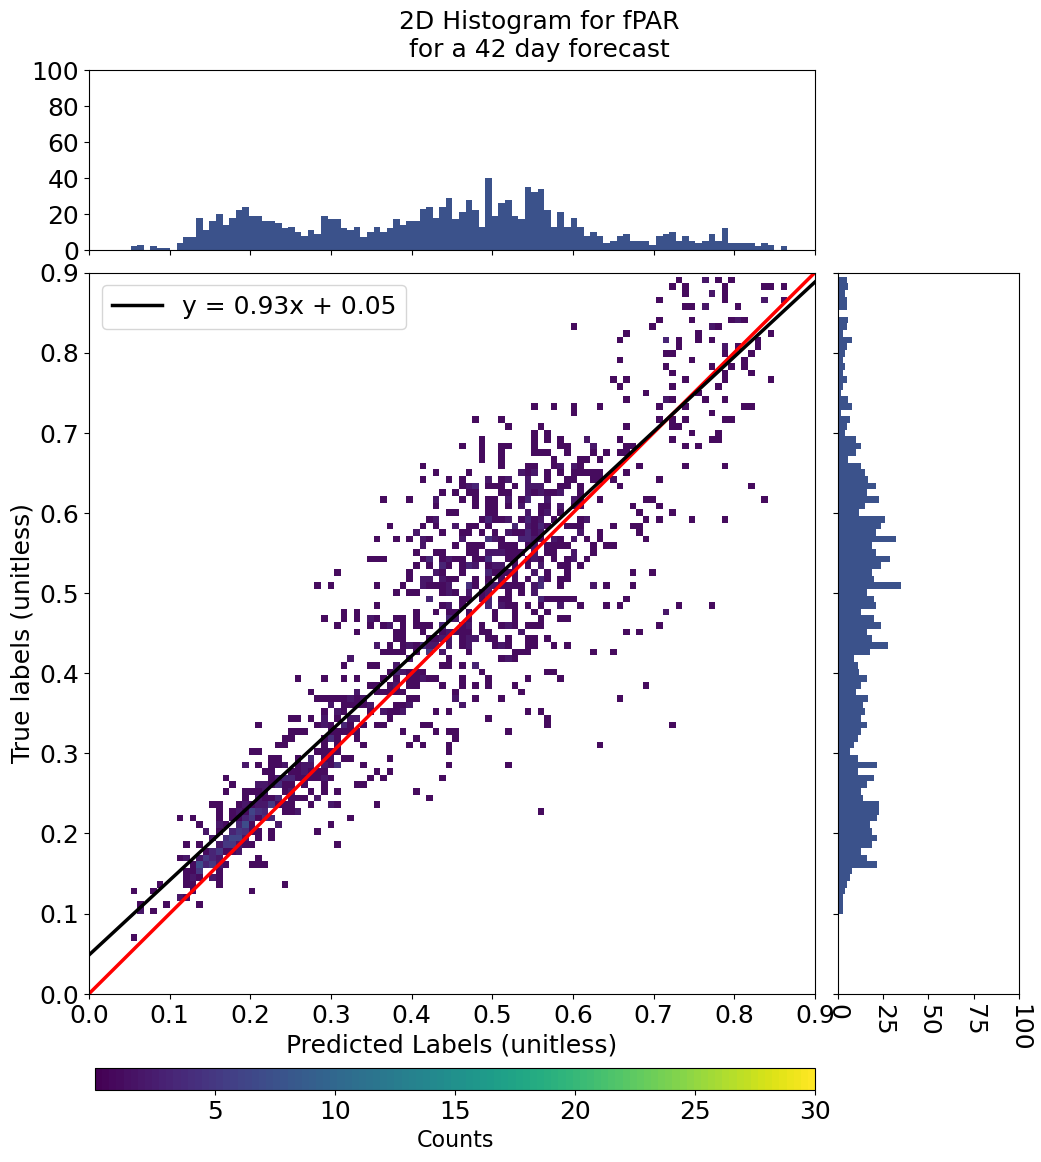 2D Histogram for fPAR
for a 42 day forecast
100
80
60
40
20
0
0.9
0.8
0.7
0.6
0.5
0.4
0.3
0.2
0.1
0.0
True labels (unitless)
y = 0.93x + 0.05
0.0 0.1 0.2 0.3 0.4 0.5 0.6 0.7 0.8 0.9
Predicted Labels (unitless)
0 25 50 75 100
5 10 15 20 25 30
Counts